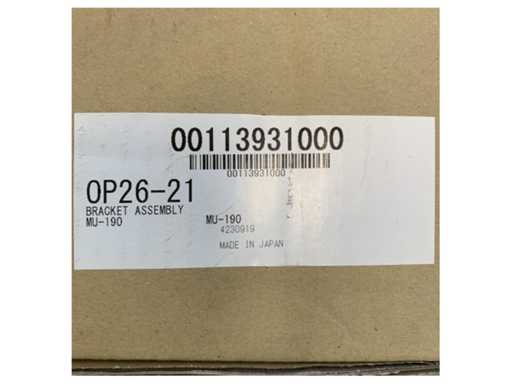 00113931000
00113931000
OP26-21
BRACKET ASSEMBLY
MU-190
MU-190
4230919
MADE IN JAPAN